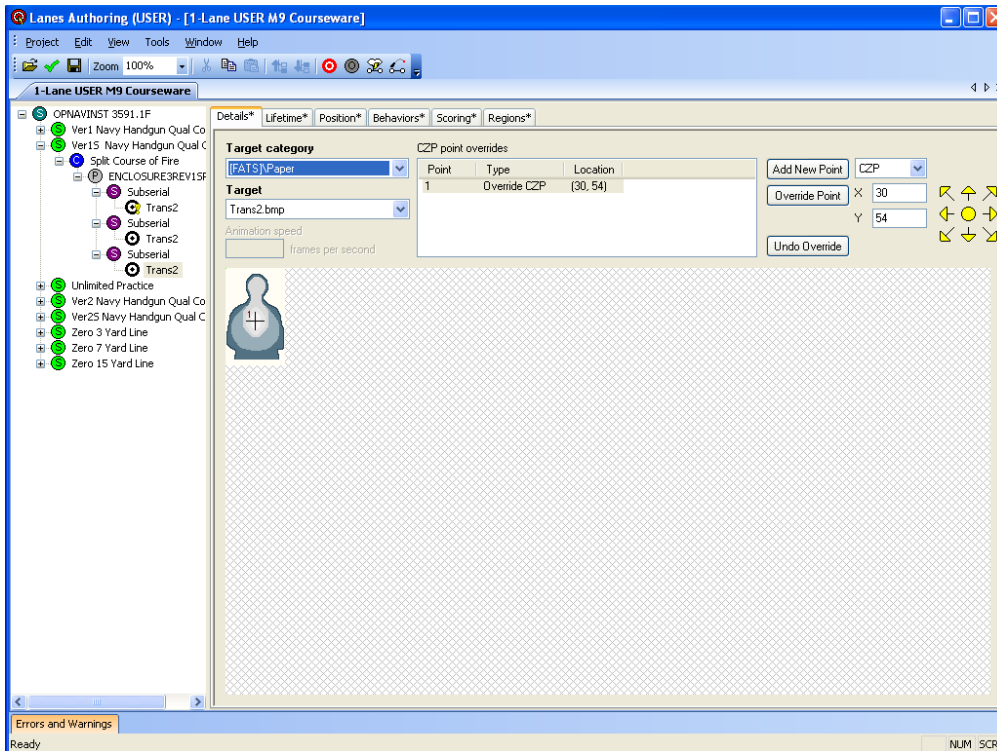 Lanes Authoring (USER) - [1-Lane USER M9 Courseware]
Project Edit View Tools Window Help
Zoom 100%
1-Lane USER M9 Courseware
OPNAVINST 3591.1F
Ver1 Navy Handgun Qual Co
Ver1S Navy Handgun Qual C
Split Course of Fire
ENCLOSURE3REV1SF
Subserial
Trans2
Subserial
Trans2
Subserial
Trans2
Unlimited Practice
Ver2 Navy Handgun Qual Co
Ver2S Navy Handgun Qual C
Zero 3 Yard Line
Zero 7 Yard Line
Zero 15 Yard Line
Details* Lifetime* Position* Behaviors* Scoring* Regions*
Target category
[FATS]\Paper
Target
Trans2.bmp
Animation speed
frames per second
CZP point overrides
Point Type Location
1 Override CZP (30, 54)
Add New Point CZP
Override Point X 30
Y 54
Undo Override
1
Errors and Warnings
Ready NUM SCR